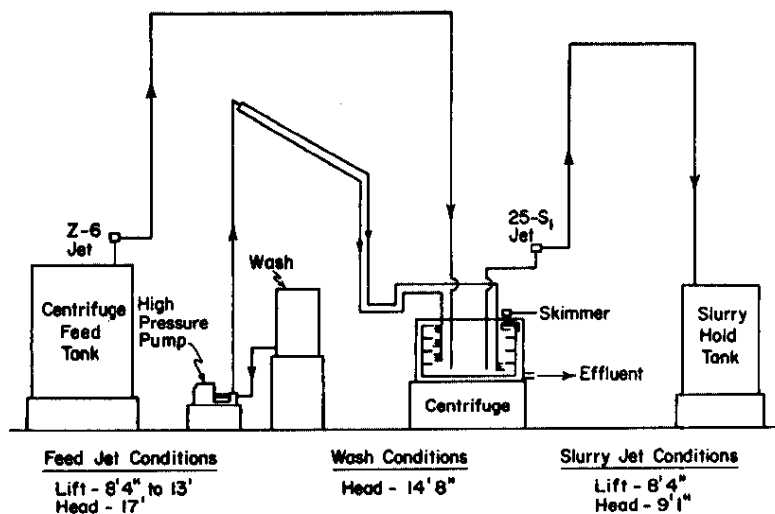 Z-6
Jet
25-S1
Jet
Wash
Centrifuge
Feed
Tank
High
Pressure
Pump
Skimmer
Slurry
Hold
Tank
Effluent
Centrifuge
Feed Jet Conditions
Lift - 8'4" to 13'
Head - 17'
Wash Conditions
Head - 14'8"
Slurry Jet Conditions
Lift - 8'4"
Head - 9'1"